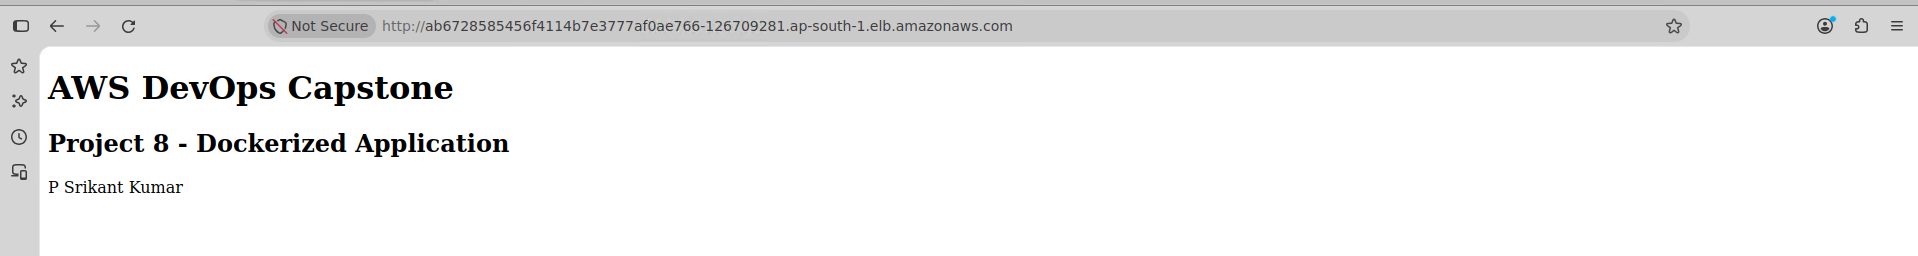 Not Secure http://ab6728585456f4114b7e3777af0ae766-126709281.ap-south-1.elb.amazonaws.com
AWS DevOps Capstone
Project 8 - Dockerized Application
P Srikant Kumar